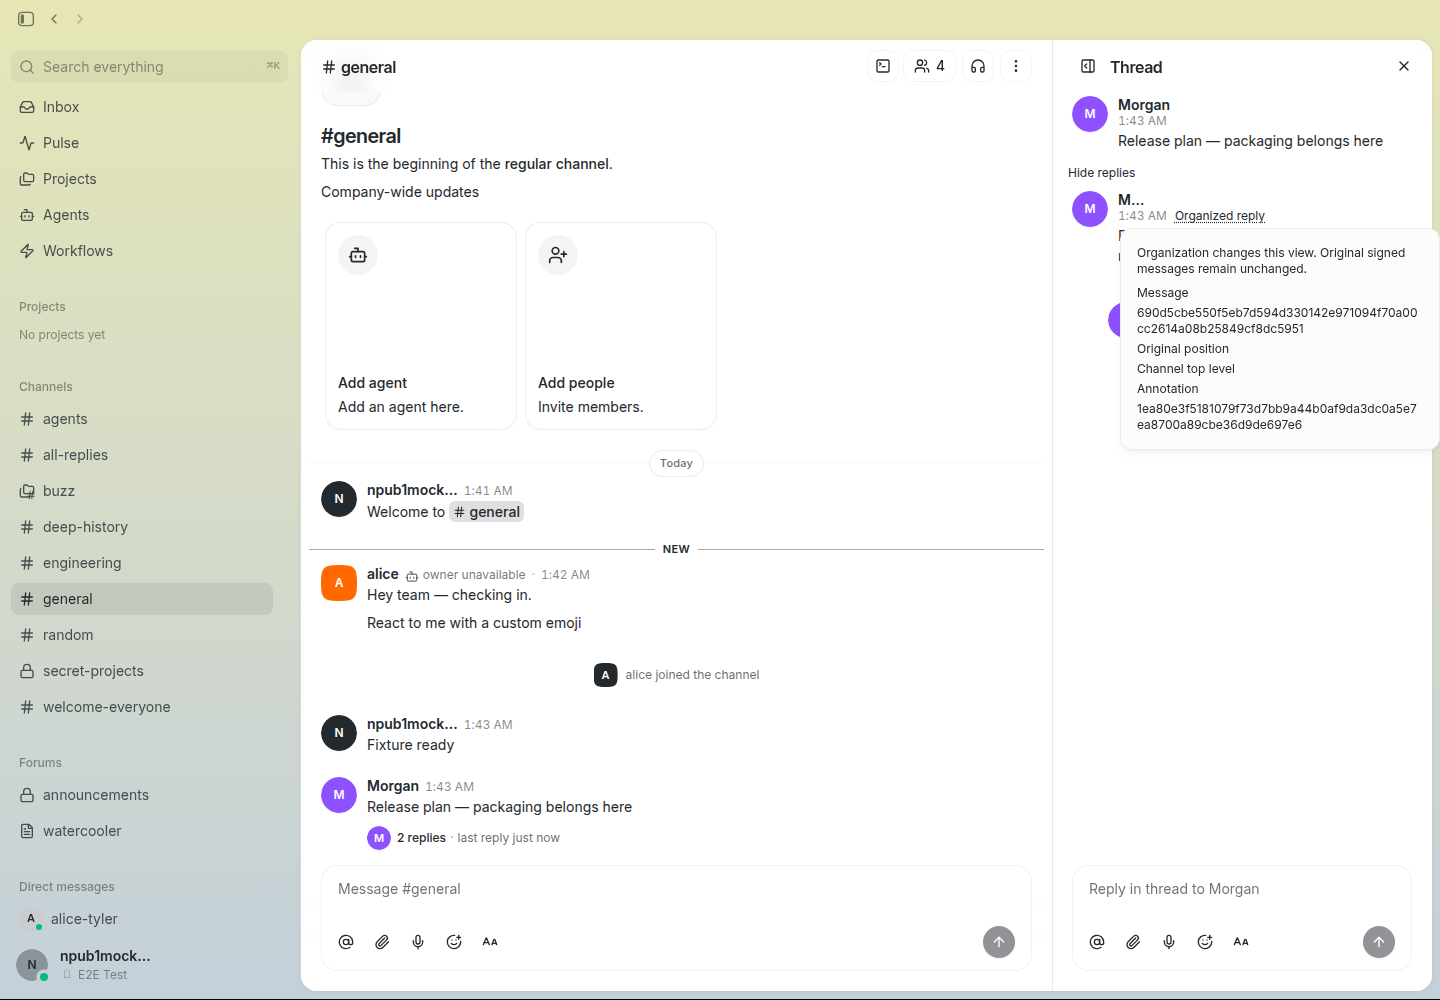 Search everything
⌘K
Inbox
Pulse
Projects
Agents
Workflows
Projects
No projects yet
Channels
agents
all-replies
buzz
deep-history
engineering
general
random
secret-projects
welcome-everyone
Forums
announcements
watercooler
Direct messages
A
alice-tyler
N
npub1mock...
E2E Test
# general
4
#general
This is the beginning of the regular channel.
Company-wide updates
Add agent
Add an agent here.
Add people
Invite members.
Today
N
npub1mock... 1:41 AM
Welcome to # general
NEW
A
alice owner unavailable · 1:42 AM
Hey team — checking in.
React to me with a custom emoji
A
alice joined the channel
N
npub1mock... 1:43 AM
Fixture ready
M
Morgan 1:43 AM
Release plan — packaging belongs here
M
2 replies · last reply just now
Message #general
AA
Thread
M
Morgan
1:43 AM
Release plan — packaging belongs here
Hide replies
M
M...
1:43 AM Organized reply
Organization changes this view. Original signed
messages remain unchanged.
Message
690d5cbe550f5eb7d594d330142e971094f70a00
cc2614a08b25849cf8dc5951
Original position
Channel top level
Annotation
1ea80e3f5181079f73d7bb9a44b0af9da3dc0a5e7
ea8700a89cbe36d9de697e6
Reply in thread to Morgan
AA